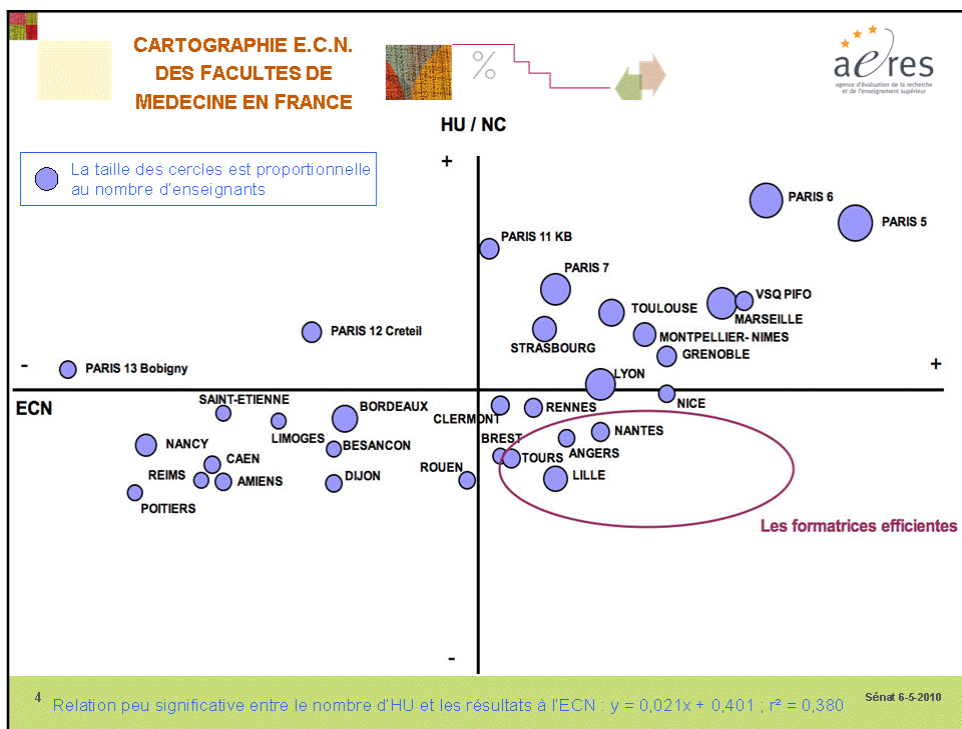 CARTOGRAPHIE E.C.N.
DES FACULTES DE
MEDECINE EN FRANCE
%
aeres
agence d'évaluation de la recherche
et de l'enseignement supérieur
HU / NC
+
La taille des cercles est proportionnelle
au nombre d'enseignants
PARIS 6
PARIS 5
PARIS 11 KB
PARIS 7
VSQ PIFO
TOULOUSE
MARSEILLE
PARIS 12 Creteil
MONTPELLIER- NIMES
STRASBOURG
GRENOBLE
-
PARIS 13 Bobigny
+
LYON
ECN
SAINT-ETIENNE
BORDEAUX
CLERMONT
RENNES
NICE
LIMOGES
NANCY
BESANCON
BREST
NANTES
ANGERS
CAEN
ROUEN
TOURS
REIMS
AMIENS
DIJON
LILLE
POITIERS
Les formatrices efficientes
-
4
Relation peu significative entre le nombre d'HU et les résultats à l'ECN : y = 0,021x + 0,401 ; r² = 0,380
Sénat 6-5-2010